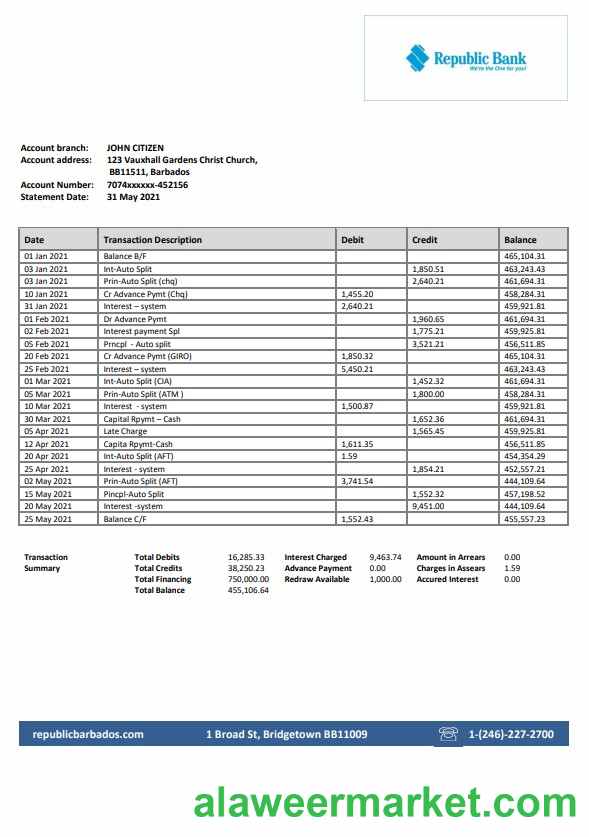 Republic Bank
We're the One for you!
Account branch: JOHN CITIZEN
Account address: 123 Vauxhall Gardens Christ Church,
BB11511, Barbados
Account Number: 7074xxxxxx-452156
Statement Date: 31 May 2021
Date Transaction Description Debit Credit Balance
01 Jan 2021 Balance B/F 465,104.31
03 Jan 2021 Int-Auto Split 1,850.51 463,243.43
03 Jan 2021 Prin-Auto Split (chq) 2,640.21 461,694.31
10 Jan 2021 Cr Advance Pymt (Chq) 1,455.20 458,284.31
31 Jan 2021 Interest – system 2,640.21 459,921.81
01 Feb 2021 Dr Advance Pymt 1,960.65 461,694.31
02 Feb 2021 Interest payment Spl 1,775.21 459,925.81
05 Feb 2021 Prncpl - Auto split 3,521.21 456,511.85
20 Feb 2021 Cr Advance Pymt (GIRO) 1,850.32 465,104.31
25 Feb 2021 Interest – system 5,450.21 463,243.43
01 Mar 2021 Int-Auto Split (CIA) 1,452.32 461,694.31
05 Mar 2021 Prin-Auto Split (ATM ) 1,800.00 458,284.31
10 Mar 2021 Interest - system 1,500.87 459,921.81
30 Mar 2021 Capital Rpymt – Cash 1,652.36 461,694.31
05 Apr 2021 Late Charge 1,565.45 459,925.81
12 Apr 2021 Capita Rpymt-Cash 1,611.35 456,511.85
20 Apr 2021 Int-Auto Split (AFT) 1.59 454,354.29
25 Apr 2021 Interest - system 1,854.21 452,557.21
02 May 2021 Prin-Auto Split (AFT) 3,741.54 444,109.64
15 May 2021 Pincpl-Auto Split 1,552.32 457,198.52
20 May 2021 Interest -system 9,451.00 444,109.64
25 May 2021 Balance C/F 1,552.43 455,557.23
Transaction Total Debits 16,285.33 Interest Charged 9,463.74 Amount in Arrears 0.00
Summary Total Credits 38,250.23 Advance Payment 0.00 Charges in Assears 1.59
Total Financing 750,000.00 Redraw Available 1,000.00 Accured Interest 0.00
Total Balance 455,106.64
republicbarbados.com 1 Broad St, Bridgetown BB11009 1-(246)-227-2700
alaweermarket.com